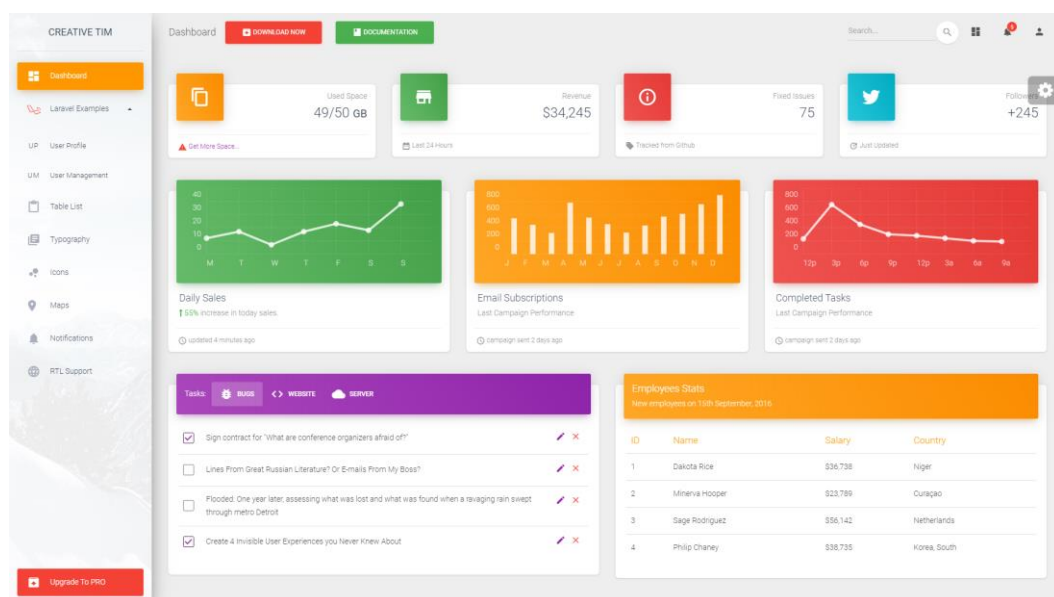 CREATIVE TIM
Dashboard
Laravel Examples
UP User Profile
UM User Management
Table List
Typography
Icons
Maps
Notifications
RTL Support
Upgrade To PRO
Dashboard DOWNLOAD NOW DOCUMENTATION Search... 5
Used Space
49/50 GB
Get More Space...
Revenue
$34,245
Last 24 Hours
Fixed Issues
75
Tracked from Github
Followers
+245
Just Updated
40
30
20
10
0
M T W T F S S
Daily Sales
55% increase in today sales.
updated 4 minutes ago
800
600
400
200
0
J F M A M J J A S O N D
Email Subscriptions
Last Campaign Performance
campaign sent 2 days ago
800
600
400
200
0
12p 3p 6p 9p 12p 3a 6a 9a
Completed Tasks
Last Campaign Performance
campaign sent 2 days ago
Tasks: BUGS WEBSITE SERVER
Sign contract for "What are conference organizers afraid of?"
Lines From Great Russian Literature? Or E-mails From My Boss?
Flooded: One year later, assessing what was lost and what was found when a ravaging rain swept
through metro Detroit
Create 4 Invisible User Experiences you Never Knew About
Employees Stats
New employees on 15th September, 2016
ID Name Salary Country
1 Dakota Rice $36,738 Niger
2 Minerva Hooper $23,789 Curaçao
3 Sage Rodriguez $56,142 Netherlands
4 Philip Chaney $38,735 Korea, South